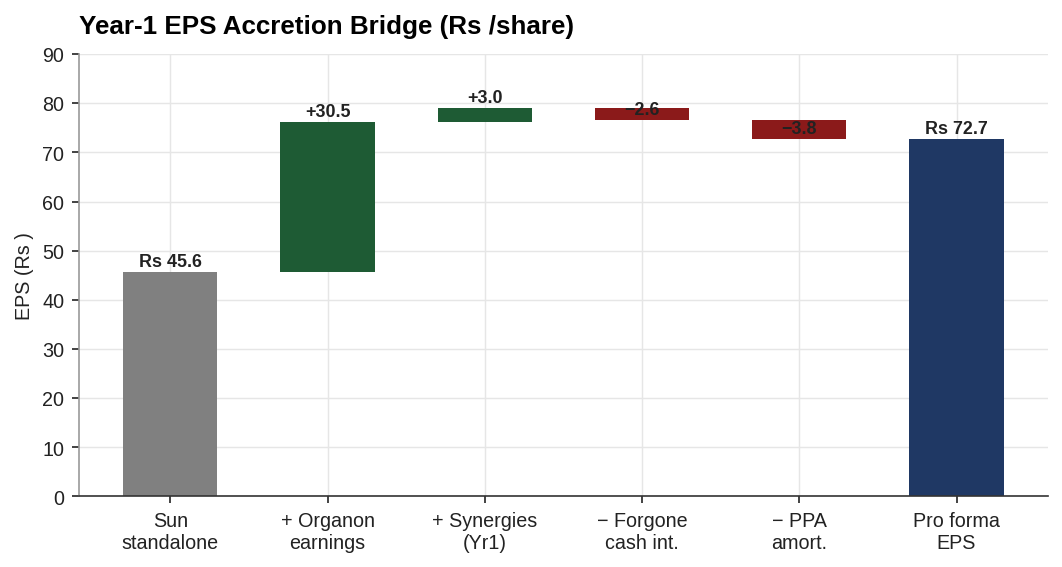 Year-1 EPS Accretion Bridge (Rs /share)
EPS (Rs )
90
80
70
60
50
40
30
20
10
0
Rs 45.6
+30.5
+3.0
−2.6
−3.8
Rs 72.7
Sun
standalone
+ Organon
earnings
+ Synergies
(Yr1)
− Forgone
cash int.
− PPA
amort.
Pro forma
EPS